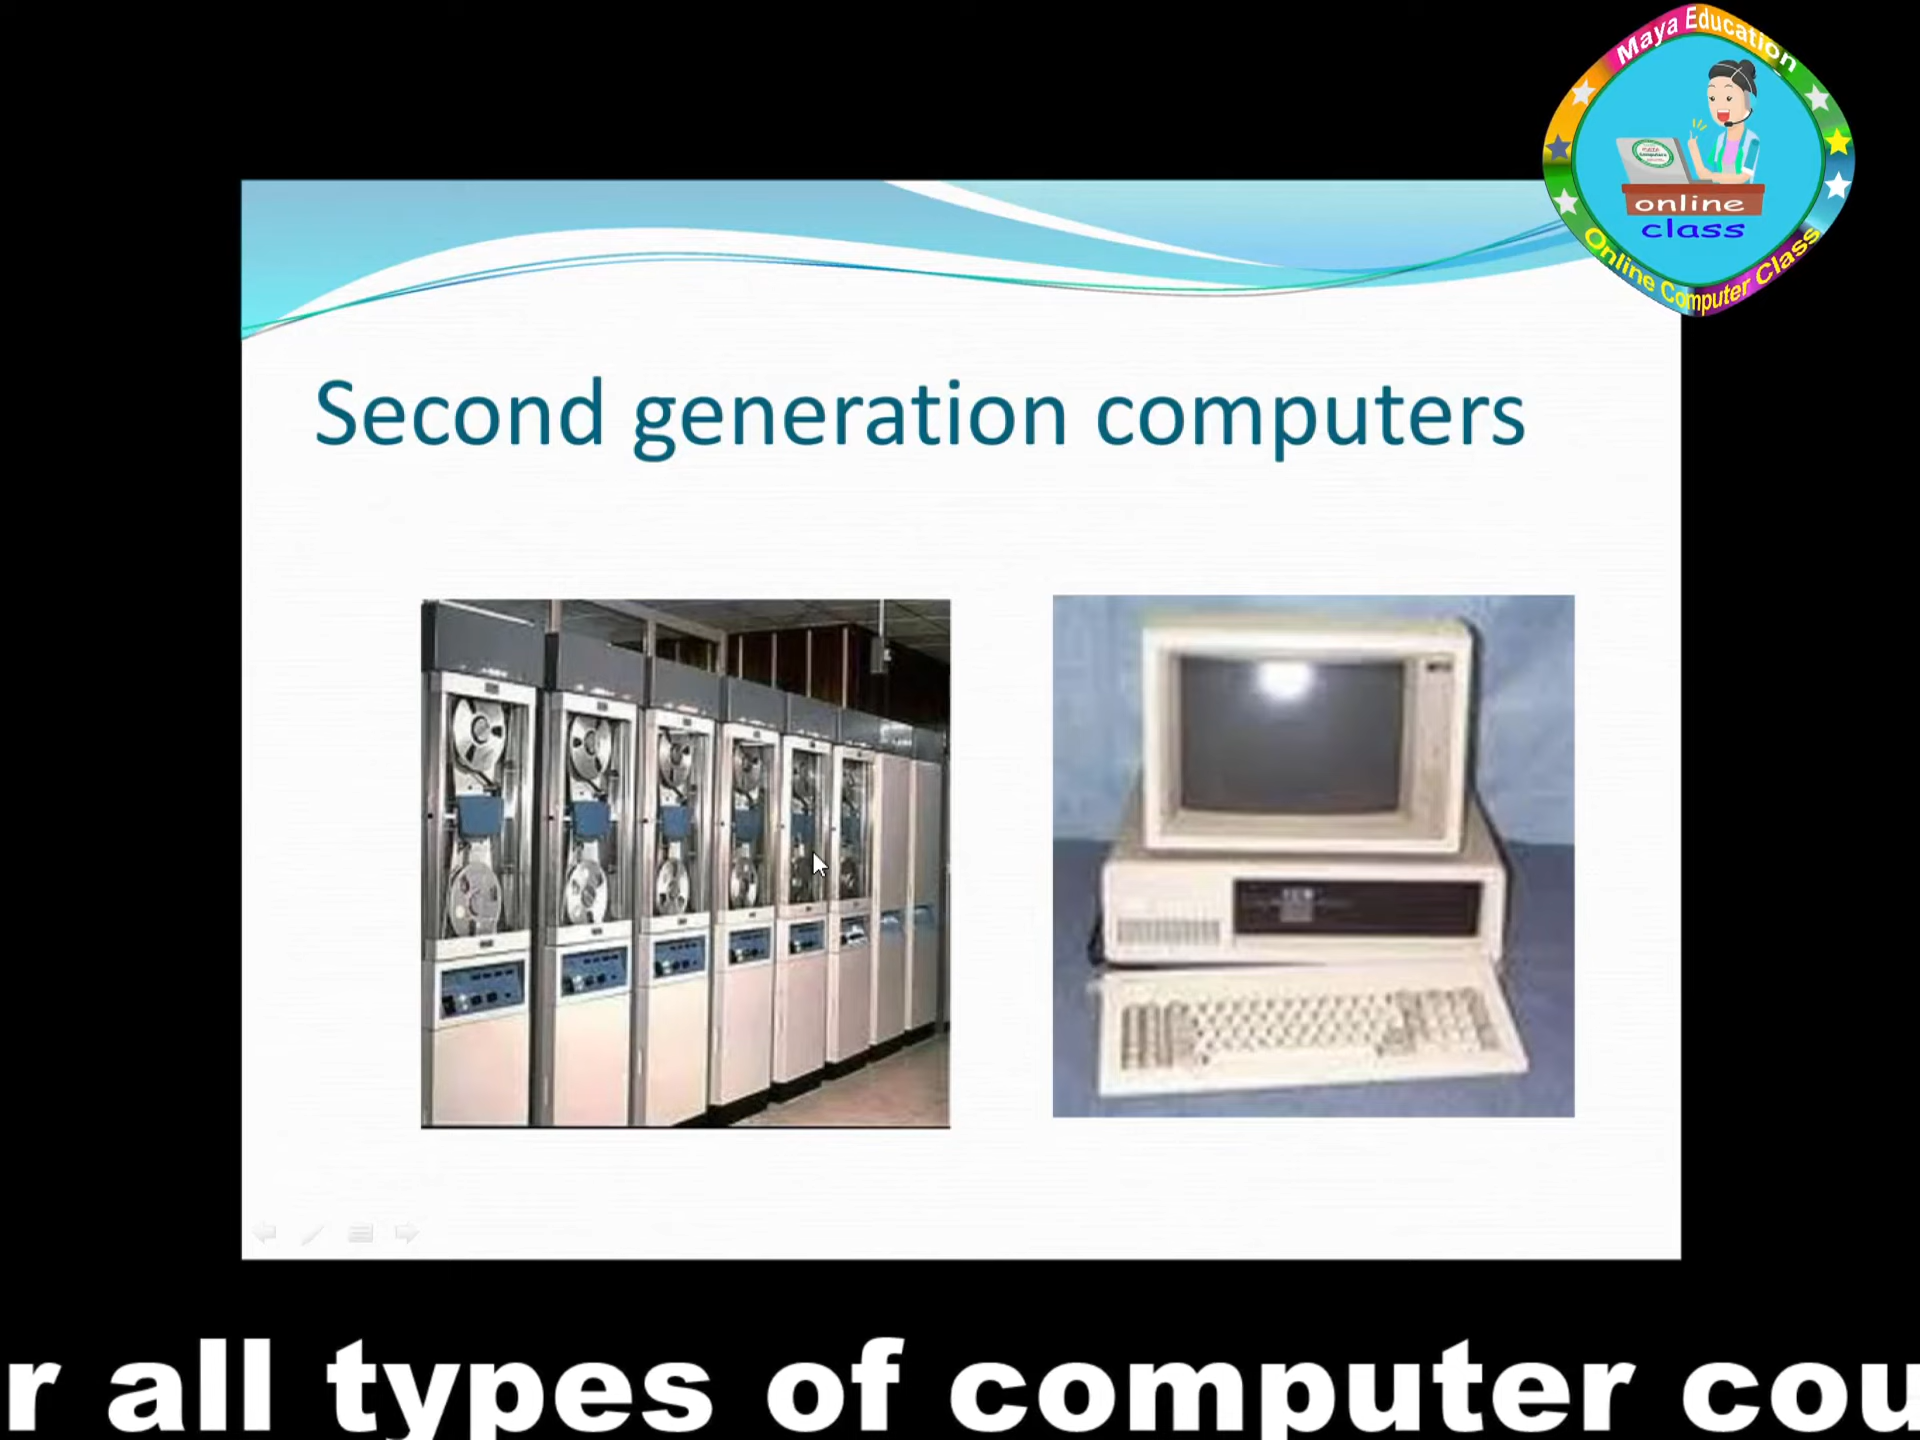 Maya Education
online
class
Online Computer Class
Second generation computers
r all types of computer cou